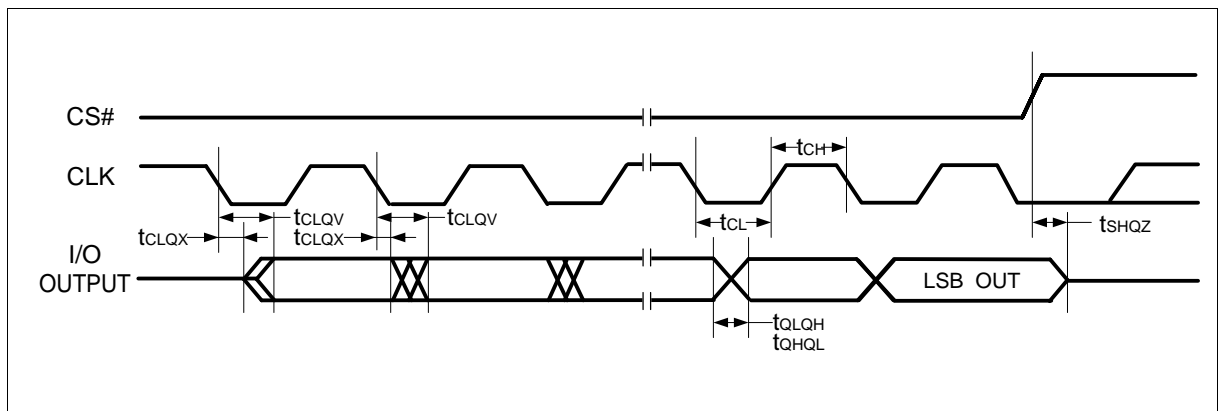 CS#
CLK
tCH
tCLQV
tCLQV
tCL
tCLQX
tCLQX
tSHQZ
I/O
OUTPUT
LSB OUT
tQLQH
tQHQL